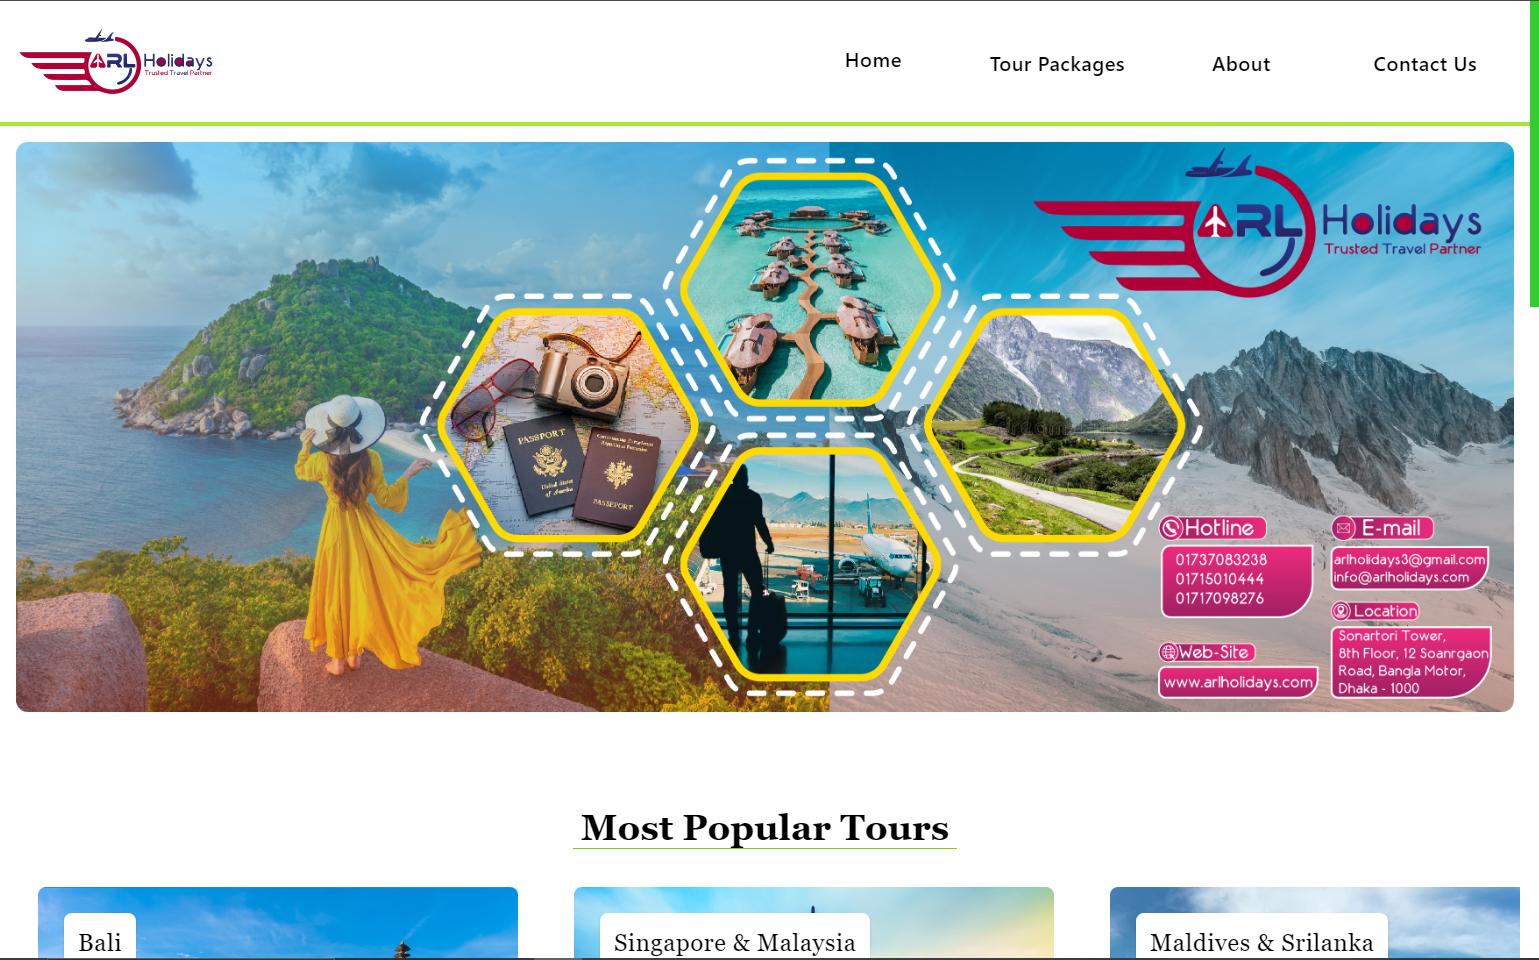 ARL Holidays
Trusted Travel Partner
Home
Tour Packages
About
Contact Us
ARL Holidays
Trusted Travel Partner
PASSPORT
United States
of America
PASSPORT
Hotline
01737083238
01715010444
01717098276
E-mail
arlholidays3@gmail.com
info@arlholidays.com
Location
Sonartori Tower,
8th Floor, 12 Soanrgaon
Road, Bangla Motor,
Dhaka - 1000
Web-Site
www.arlholidays.com
Most Popular Tours
Bali
Singapore & Malaysia
Maldives & Srilanka